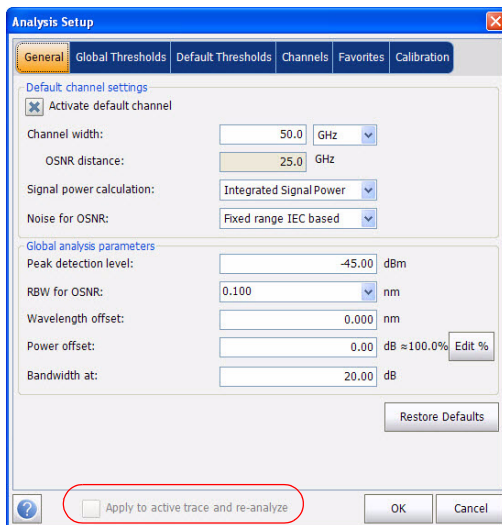 Analysis Setup
General Global Thresholds Default Thresholds Channels Favorites Calibration
Default channel settings
Activate default channel
Channel width: 50.0 GHz
OSNR distance: 25.0 GHz
Signal power calculation: Integrated Signal Power
Noise for OSNR: Fixed range IEC based
Global analysis parameters
Peak detection level: -45.00 dBm
RBW for OSNR: 0.100 nm
Wavelength offset: 0.000 nm
Power offset: 0.00 dB ≈100.0% Edit %
Bandwidth at: 20.00 dB
Restore Defaults
? Apply to active trace and re-analyze OK Cancel